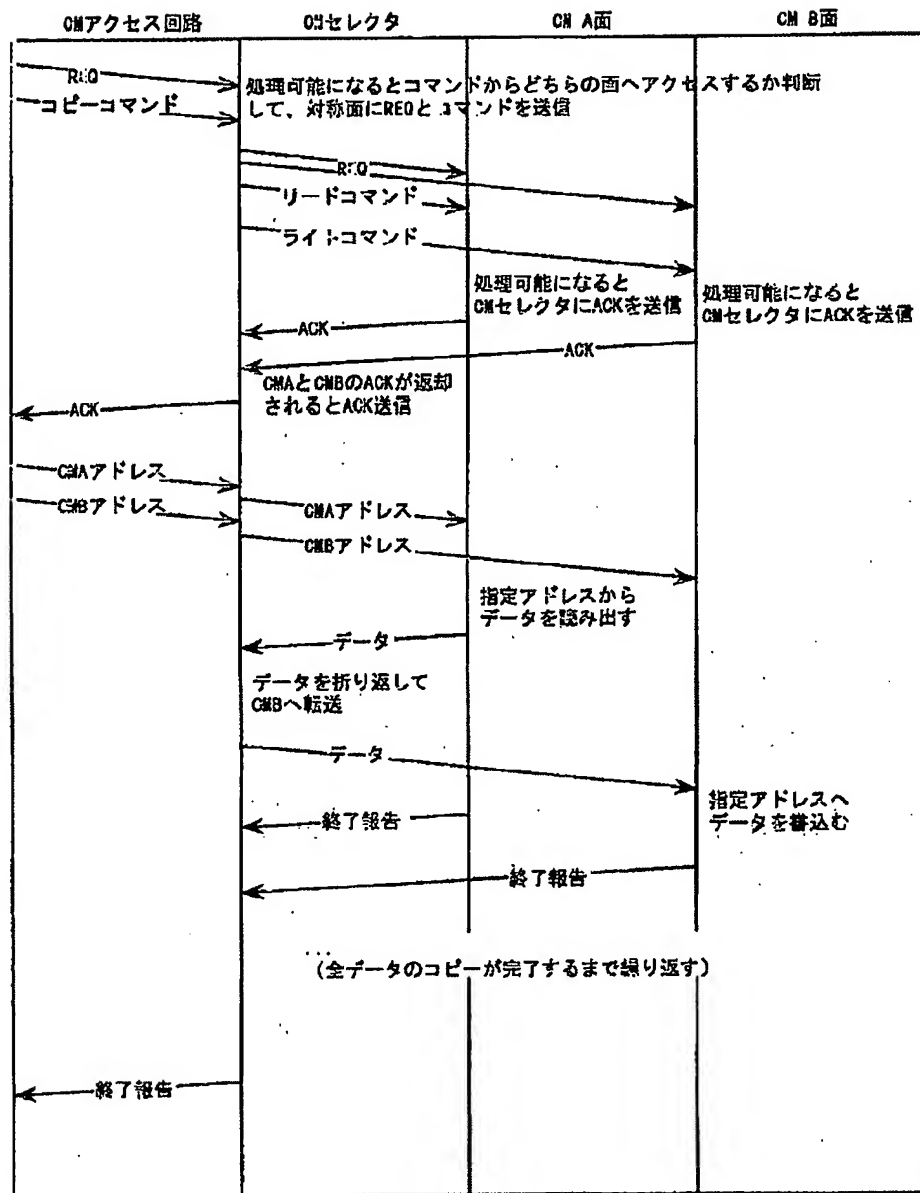 CMアクセス回路
CMセレクタ
CM A面
CM B面
REQ
コピーコマンド
処理可能になるとコマンドからどちらの面へアクセスするか判断
して、対称面にREQとコマンドを送信
REQ
リードコマンド
ライトコマンド
処理可能になると
CMセレクタにACKを送信
処理可能になると
CMセレクタにACKを送信
ACK
ACK
CMAとCMBのACKが返却
されるとACK送信
ACK
CMAアドレス
CMBアドレス
CMAアドレス
CMBアドレス
指定アドレスから
データを読み出す
データ
データを折り返して
CMBへ転送
データ
指定アドレスへ
データを書込む
終了報告
終了報告
(全データのコピーが完了するまで繰り返す)
終了報告